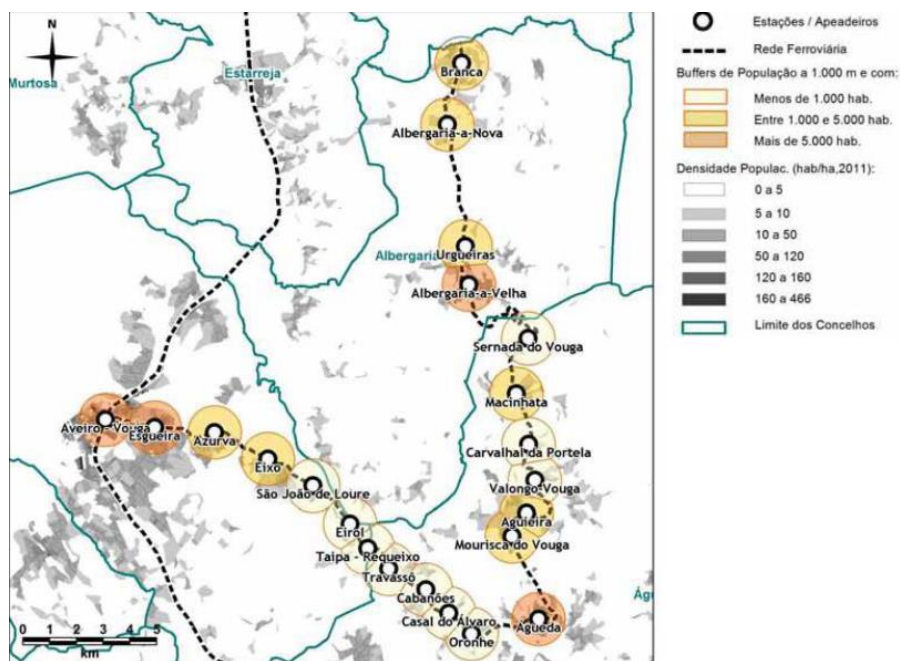 N
Murtosa
Estarreja
Branca
Albergaria-a-Nova
Urgueiras
Albergaria
Albergaria-a-Velha
Sernada do Vouga
Macinhata
Carvalhal da Portela
Valongo-Vouga
Aguieira
Mourisca do Vouga
Aveiro - Vouga
Esgueira
Azurva
Eixo
São João de Loure
Eirol
Taipa - Requeixo
Travassô
Cabanões
Casal do Álvaro
Oronhe
Águeda
Águ
0 1 2 3 4 5
km
Estações / Apeadeiros
Rede Ferroviária
Buffers de População a 1.000 m e com:
Menos de 1.000 hab.
Entre 1.000 e 5.000 hab.
Mais de 5.000 hab.
Densidade Populac. (hab/ha,2011):
0 a 5
5 a 10
10 a 50
50 a 120
120 a 160
160 a 466
Limite dos Concelhos